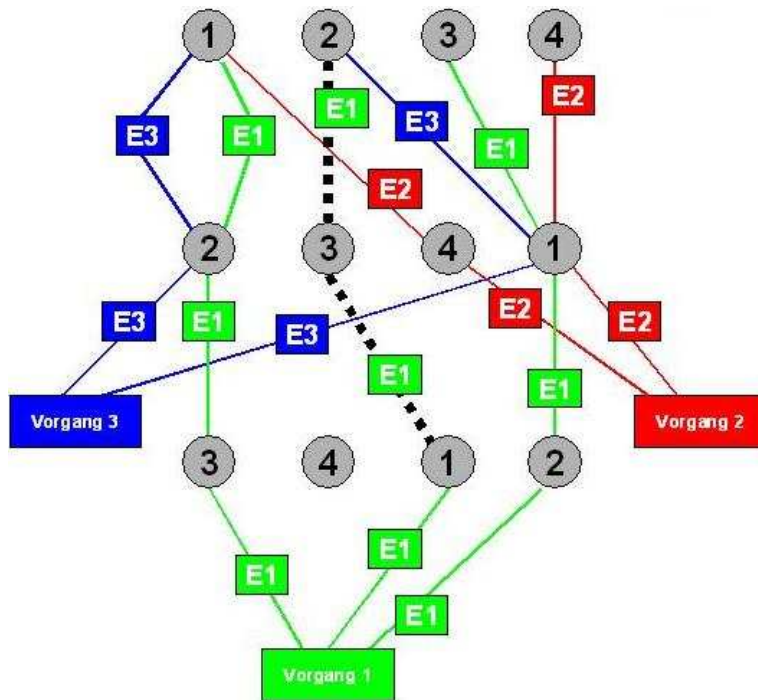 1 2 3 4
E2
E1
E3
E3 E1 E1
E2
2 3 4 1
E2
E3 E1 E3 E2
E1 E1
Vorgang 3 Vorgang 2
3 4 1 2
E1
E1
E1
Vorgang 1